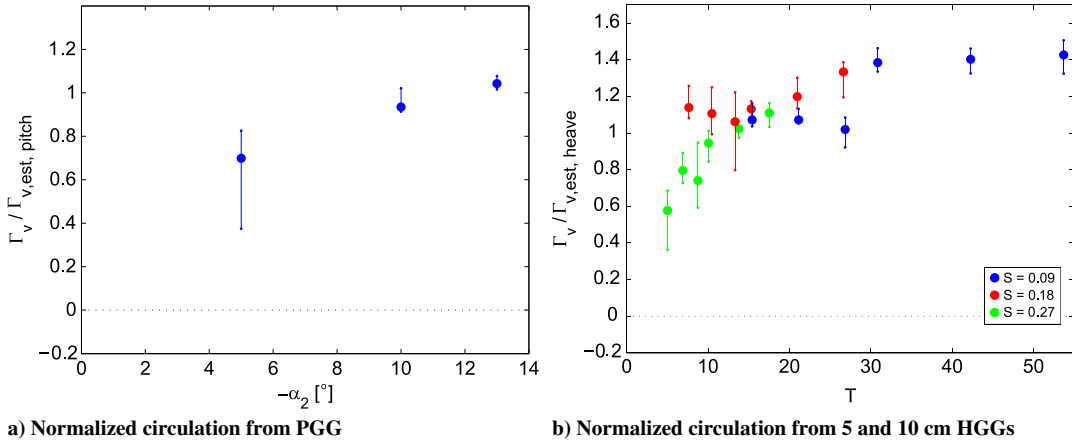 1.2
1
0.8
0.6
0.4
0.2
0
−0.2
0 2 4 6 8 10 12 14
−α2 [°]
Γv / Γv,est, pitch
a) Normalized circulation from PGG
1.6
1.4
1.2
1
0.8
0.6
0.4
0.2
0
−0.2
0 10 20 30 40 50
T
Γv / Γv,est, heave
S = 0.09
S = 0.18
S = 0.27
b) Normalized circulation from 5 and 10 cm HGGs